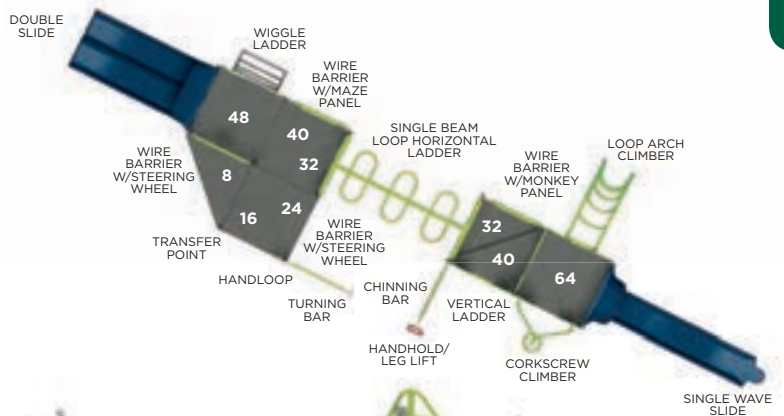 DOUBLE
SLIDE
WIGGLE
LADDER
WIRE
BARRIER
W/MAZE
PANEL
48
40
32
SINGLE BEAM
LOOP HORIZONTAL
LADDER
LOOP ARCH
CLIMBER
WIRE
BARRIER
W/STEERING
WHEEL
8
16
24
WIRE
BARRIER
W/MONKEY
PANEL
TRANSFER
POINT
WIRE
BARRIER
W/STEERING
WHEEL
32
40
64
HANDLOOP
TURNING
BAR
CHINNING
BAR
VERTICAL
LADDER
HANDHOLD/
LEG LIFT
CORKSCREW
CLIMBER
SINGLE WAVE
SLIDE